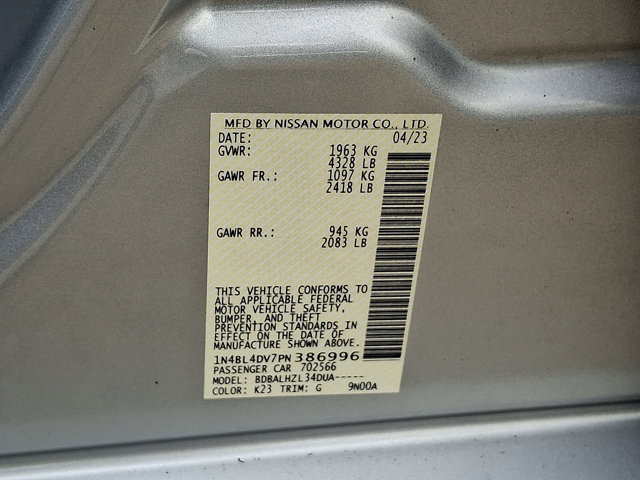 MFD BY NISSAN MOTOR CO., LTD.
DATE: 04/23
GVWR: 1963 KG
4328 LB
GAWR FR.: 1097 KG
2418 LB
GAWR RR.: 945 KG
2083 LB
THIS VEHICLE CONFORMS TO
ALL APPLICABLE FEDERAL
MOTOR VEHICLE SAFETY,
BUMPER, AND THEFT
PREVENTION STANDARDS IN
EFFECT ON THE DATE OF
MANUFACTURE SHOWN ABOVE.
1N4BL4DV7PN386996
PASSENGER CAR 702566
MODEL: BDBALHZL34DUA-----
COLOR: K23 TRIM: G 9N00A